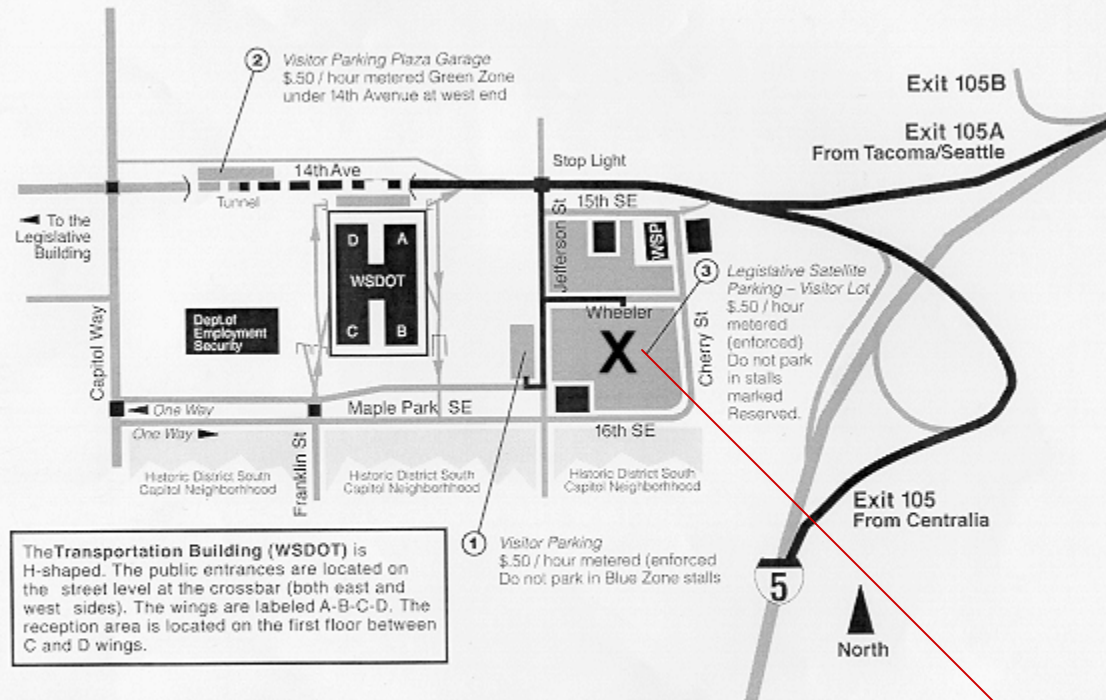 2
Visitor Parking Plaza Garage
$.50 / hour metered Green Zone
under 14th Avenue at west end
Exit 105B
Exit 105A
From Tacoma/Seattle
Stop Light
14th Ave
Tunnel
15th SE
Jefferson St
WSP
To the
Legislative
Building
D
A
WSDOT
C
B
3
Legislative Satellite
Parking – Visitor Lot
$.50 / hour
metered
(enforced)
Do not park
in stalls
marked
Reserved.
Wheeler
X
Cherry St
Capitol Way
Dept.of
Employment
Security
One Way
One Way
Maple Park SE
16th SE
Franklin St
Historic District South
Capitol Neighborhhood
Historic District South
Capitol Neighborhhood
Historic District South
Capitol Neighborhhood
Exit 105
From Centralia
5
North
1
Visitor Parking
$.50 / hour metered (enforced
Do not park in Blue Zone stalls
TheTransportation Building (WSDOT) is
H-shaped. The public entrances are located on
the street level at the crossbar (both east and
west sides). The wings are labeled A-B-C-D. The
reception area is located on the first floor between
C and D wings.